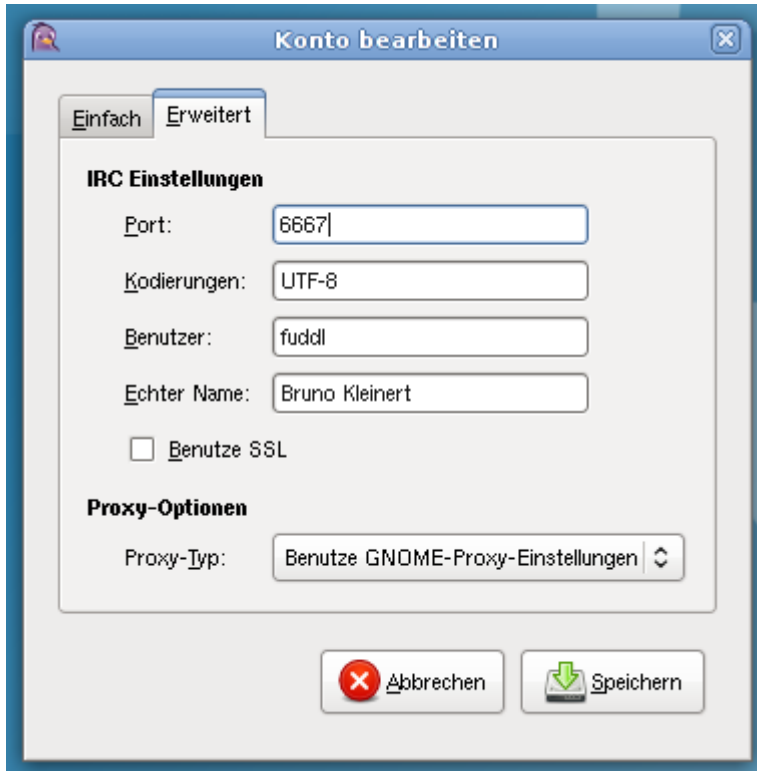 Konto bearbeiten
Einfach Erweitert
IRC Einstellungen
Port: 6667
Kodierungen: UTF-8
Benutzer: fuddl
Echter Name: Bruno Kleinert
Benutze SSL
Proxy-Optionen
Proxy-Typ: Benutze GNOME-Proxy-Einstellungen
Abbrechen Speichern